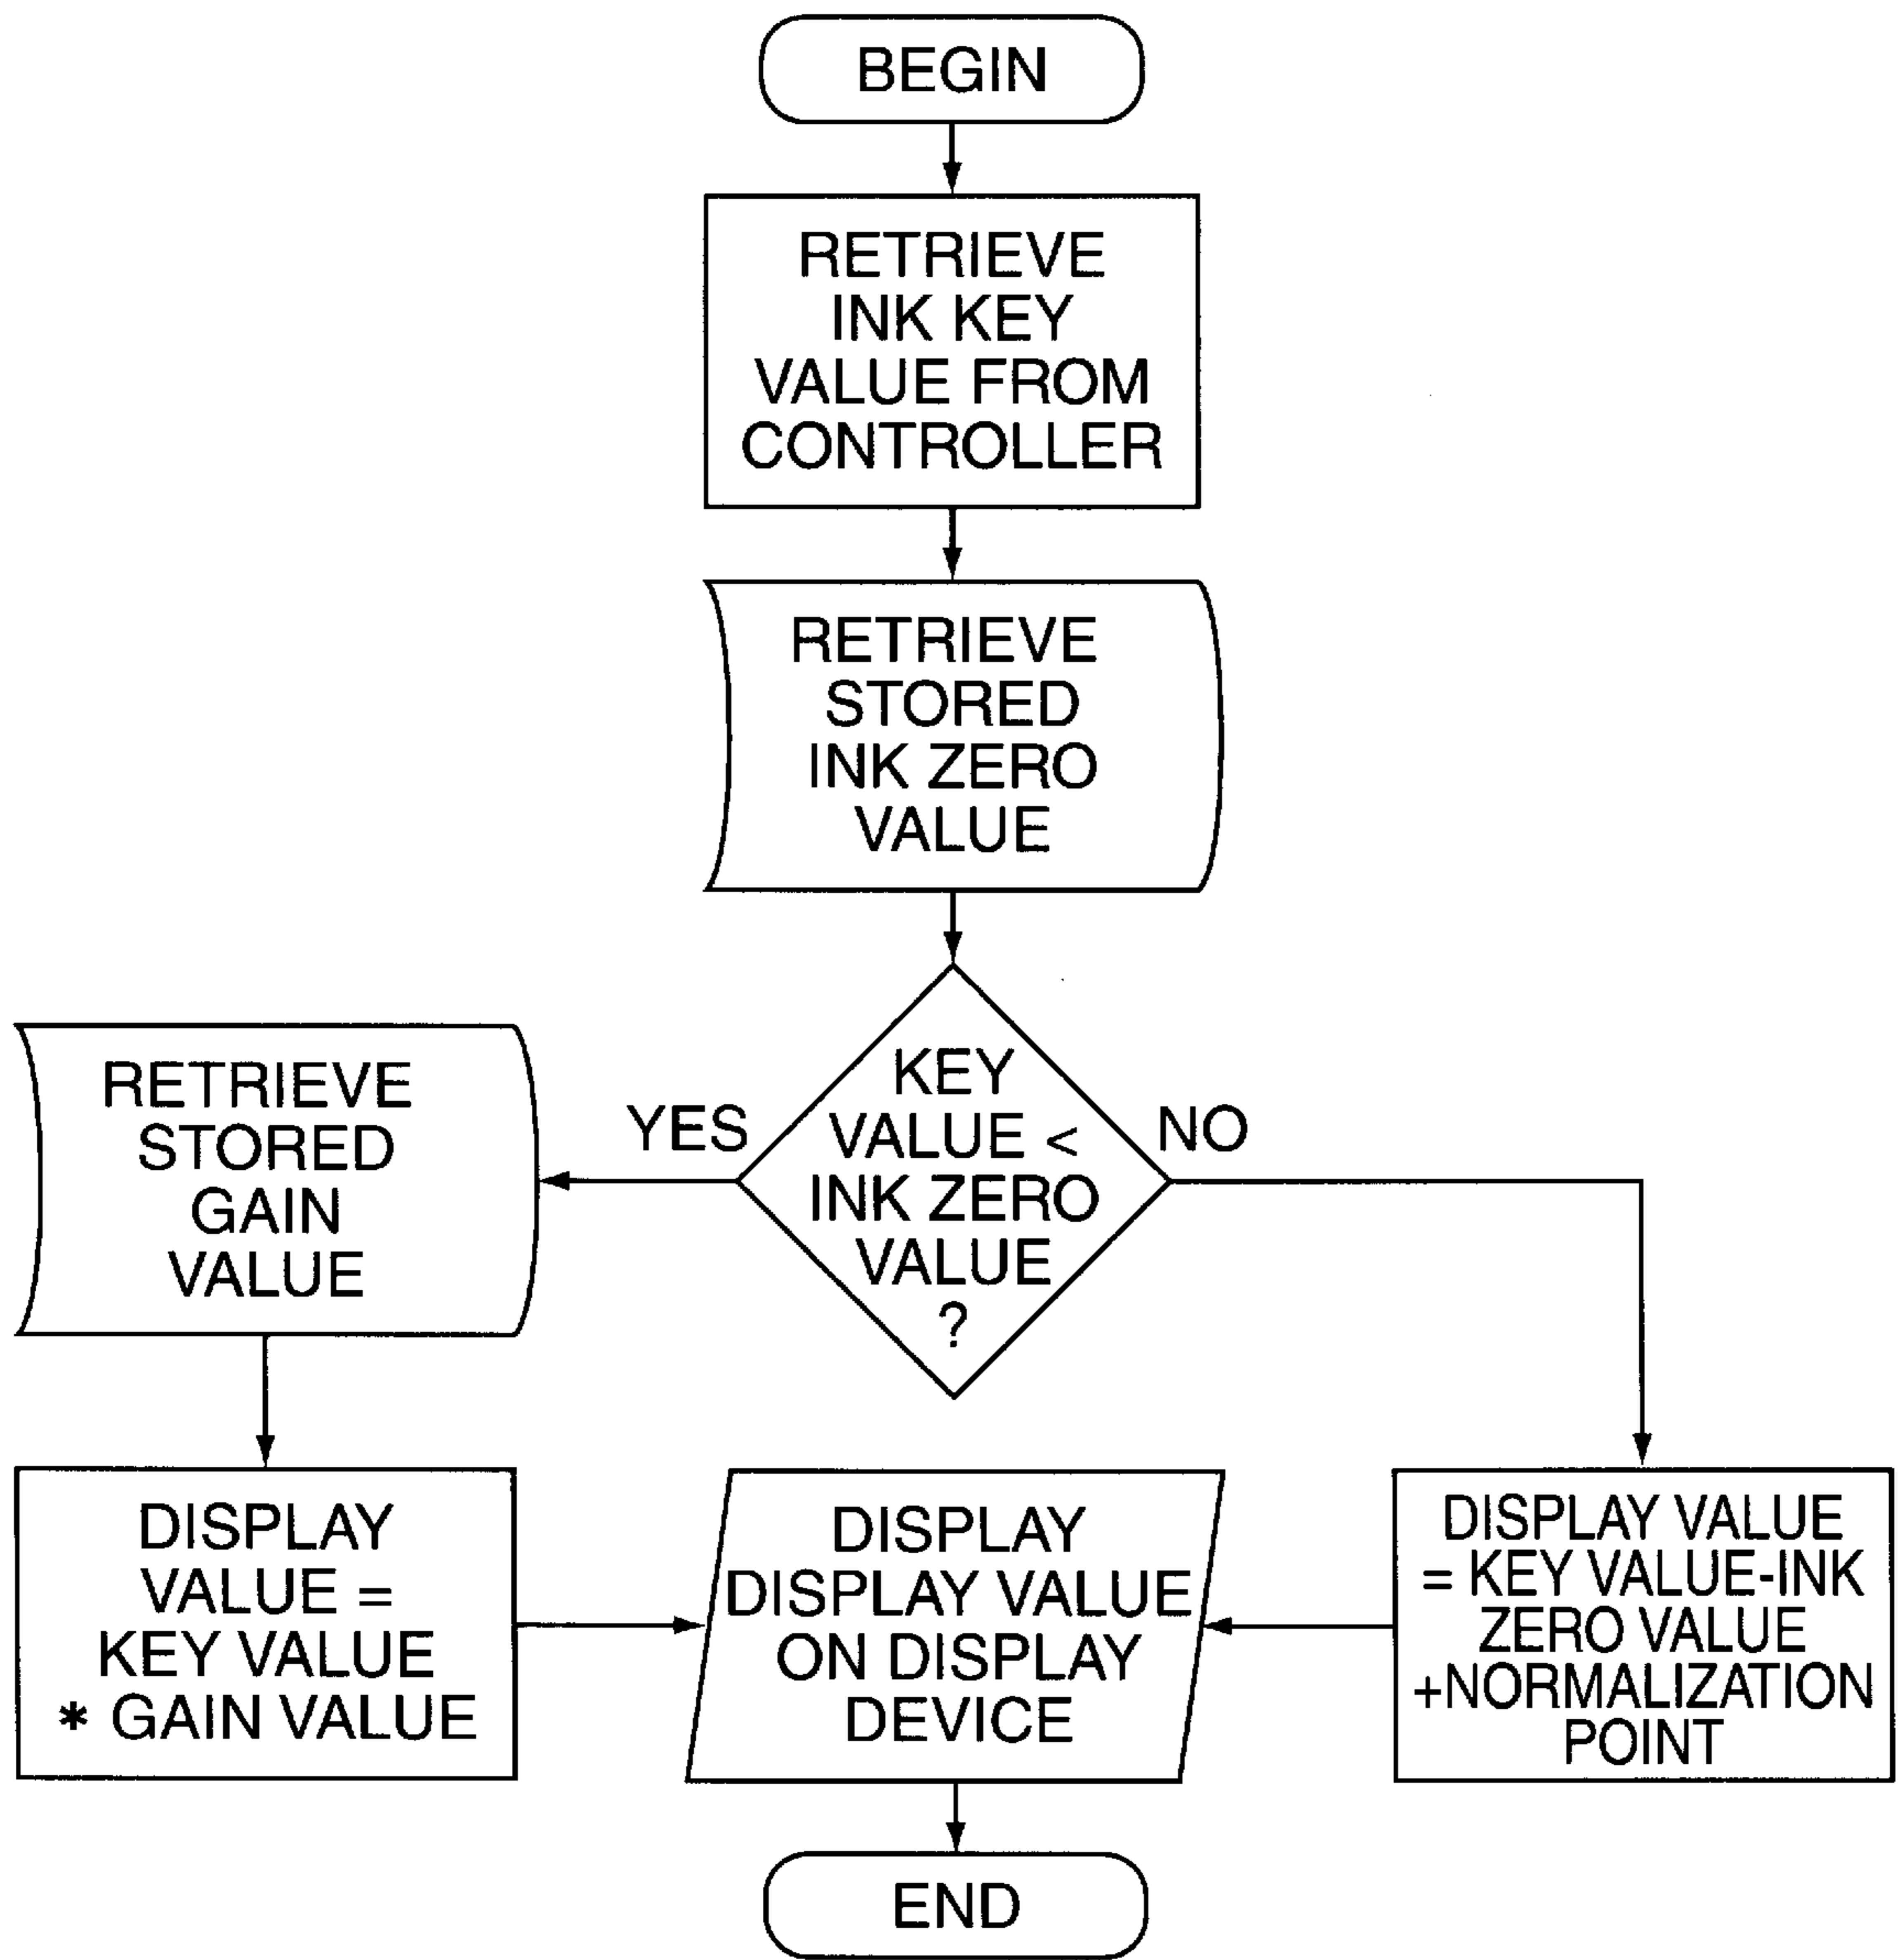 BEGIN
RETRIEVE
INK KEY
VALUE FROM
CONTROLLER
RETRIEVE
STORED
INK ZERO
VALUE
KEY
VALUE <
INK ZERO
VALUE
?
YES
NO
RETRIEVE
STORED
GAIN
VALUE
DISPLAY
VALUE =
KEY VALUE
* GAIN VALUE
DISPLAY
DISPLAY VALUE
ON DISPLAY
DEVICE
DISPLAY VALUE
= KEY VALUE-INK
ZERO VALUE
+NORMALIZATION
POINT
END